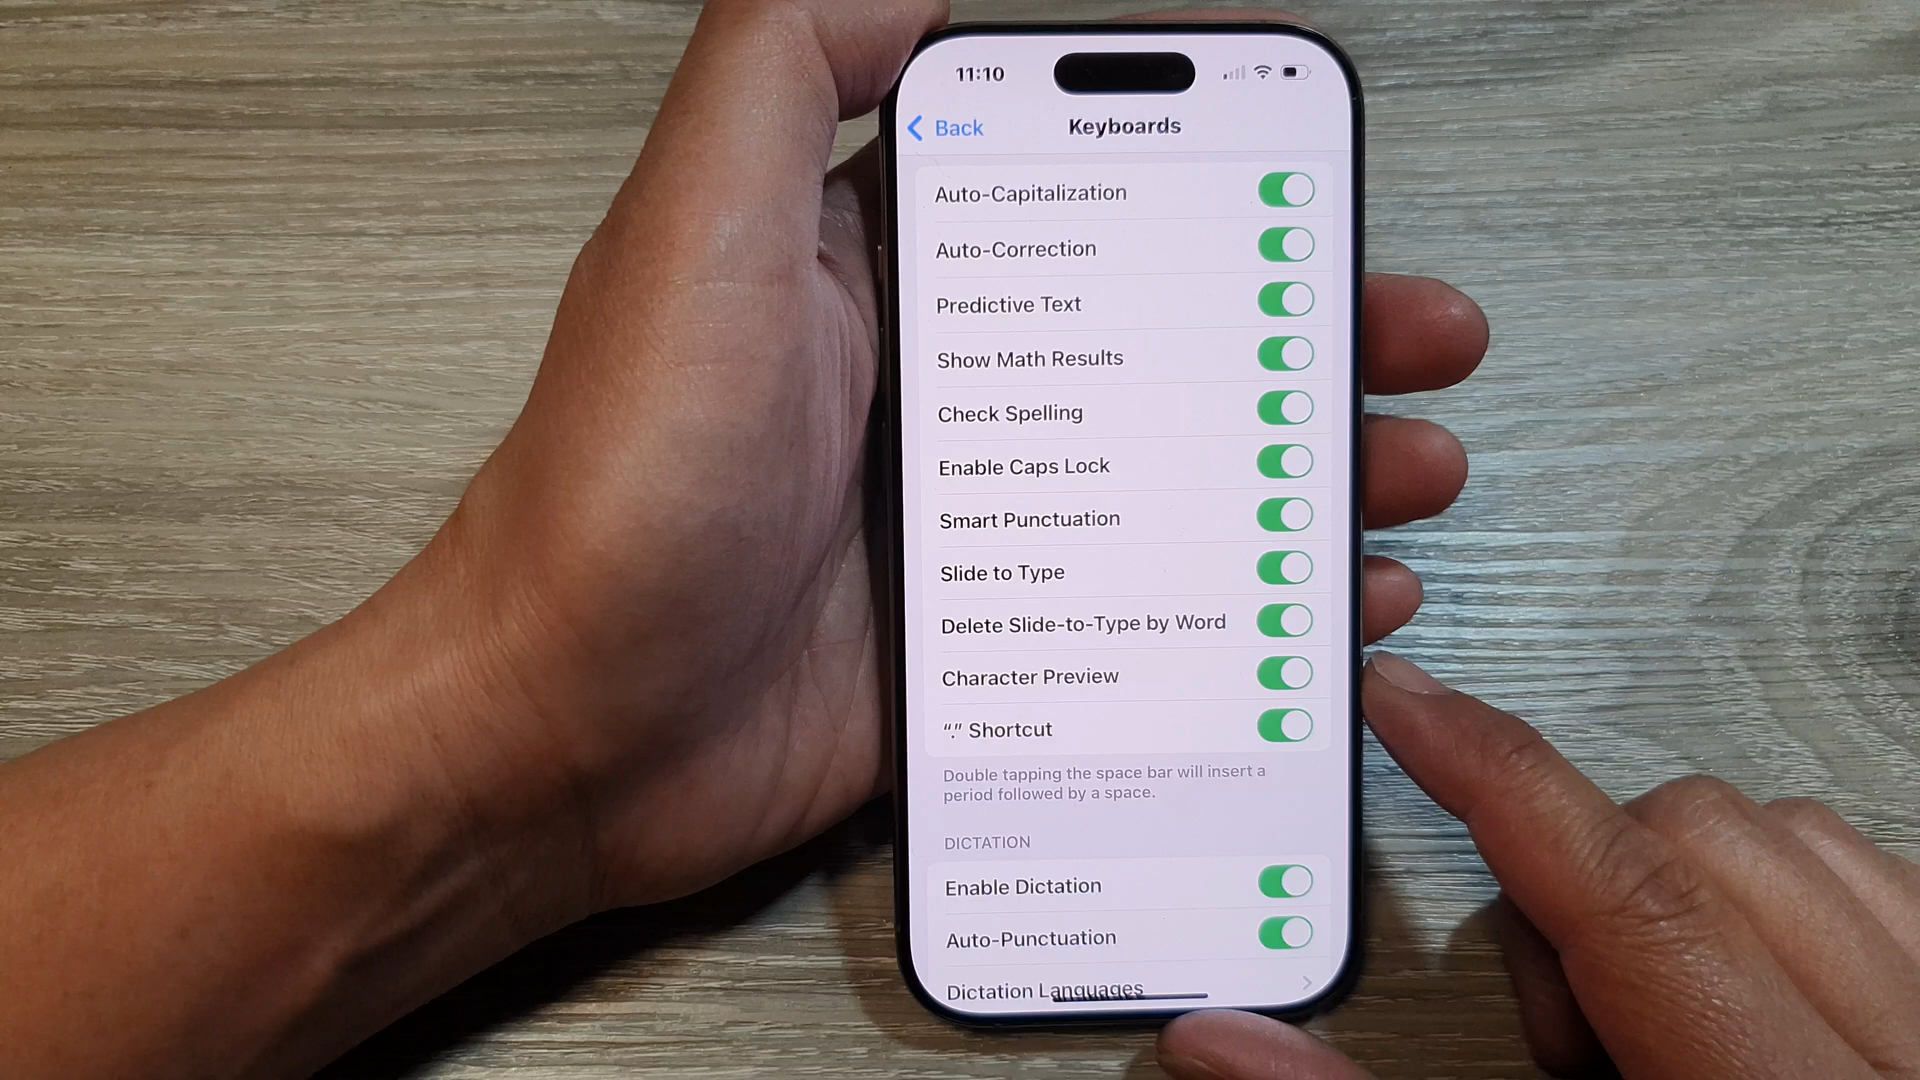 11:10
Back
Keyboards
Auto-Capitalization
Auto-Correction
Predictive Text
Show Math Results
Check Spelling
Enable Caps Lock
Smart Punctuation
Slide to Type
Delete Slide-to-Type by Word
Character Preview
“.” Shortcut
Double tapping the space bar will insert a
period followed by a space.
DICTATION
Enable Dictation
Auto-Punctuation
Dictation Languages